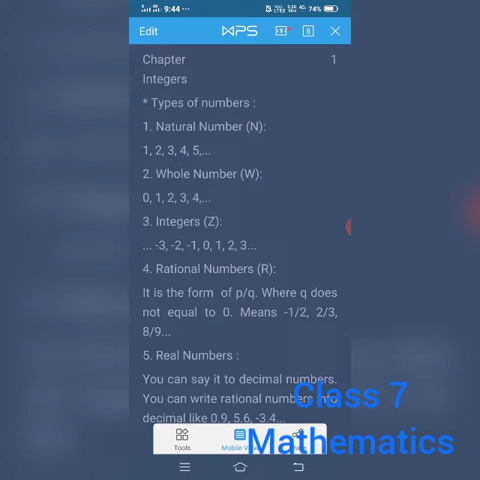 9:44
74%
Edit
WPS
Chapter 1
Integers
* Types of numbers :
1. Natural Number (N):
1, 2, 3, 4, 5,...
2. Whole Number (W):
0, 1, 2, 3, 4,...
3. Integers (Z):
... -3, -2, -1, 0, 1, 2, 3...
4. Rational Numbers (R):
It is the form of p/q. Where q does
not equal to 0. Means -1/2, 2/3,
8/9...
5. Real Numbers :
You can say it to decimal numbers.
You can write rational numbers into
decimal like 0.9, 5.6, -3.4...
Class 7
Mathematics
Tools
Mobile